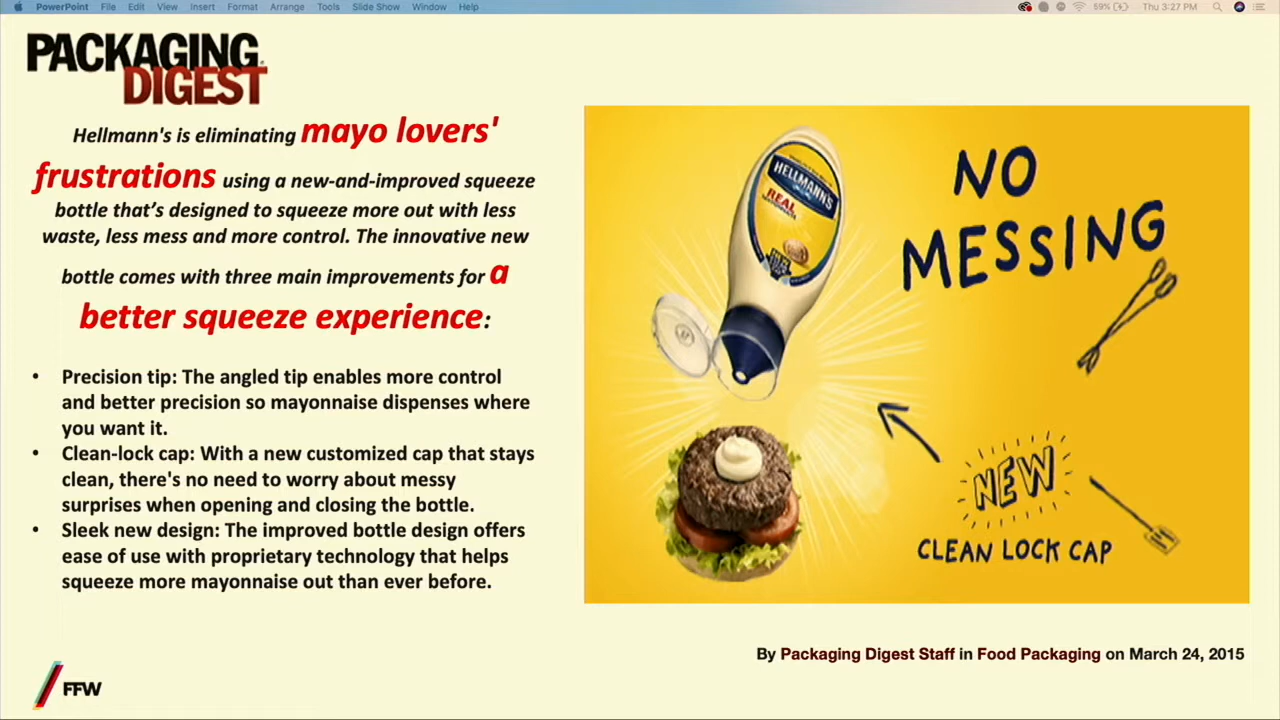 PowerPoint File Edit View Insert Format Arrange Tools Slide Show Window Help
59% Thu 3:27 PM
PACKAGING
DIGEST
Hellmann's is eliminating mayo lovers'
frustrations using a new-and-improved squeeze
bottle that’s designed to squeeze more out with less
waste, less mess and more control. The innovative new
bottle comes with three main improvements for a
better squeeze experience:
• Precision tip: The angled tip enables more control
and better precision so mayonnaise dispenses where
you want it.
• Clean-lock cap: With a new customized cap that stays
clean, there's no need to worry about messy
surprises when opening and closing the bottle.
• Sleek new design: The improved bottle design offers
ease of use with proprietary technology that helps
squeeze more mayonnaise out than ever before.
HELLMANN'S
REAL
NO
MESSING
NEW
CLEAN LOCK CAP
By Packaging Digest Staff in Food Packaging on March 24, 2015
FFW